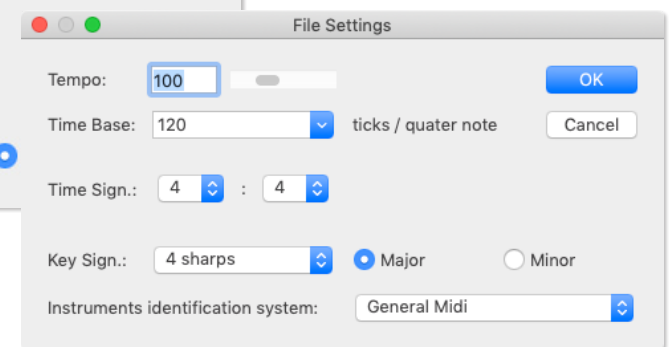 File Settings
Tempo: 100 OK
Time Base: 120 ticks / quater note Cancel
Time Sign.: 4 : 4
Key Sign.: 4 sharps Major Minor
Instruments identification system: General Midi